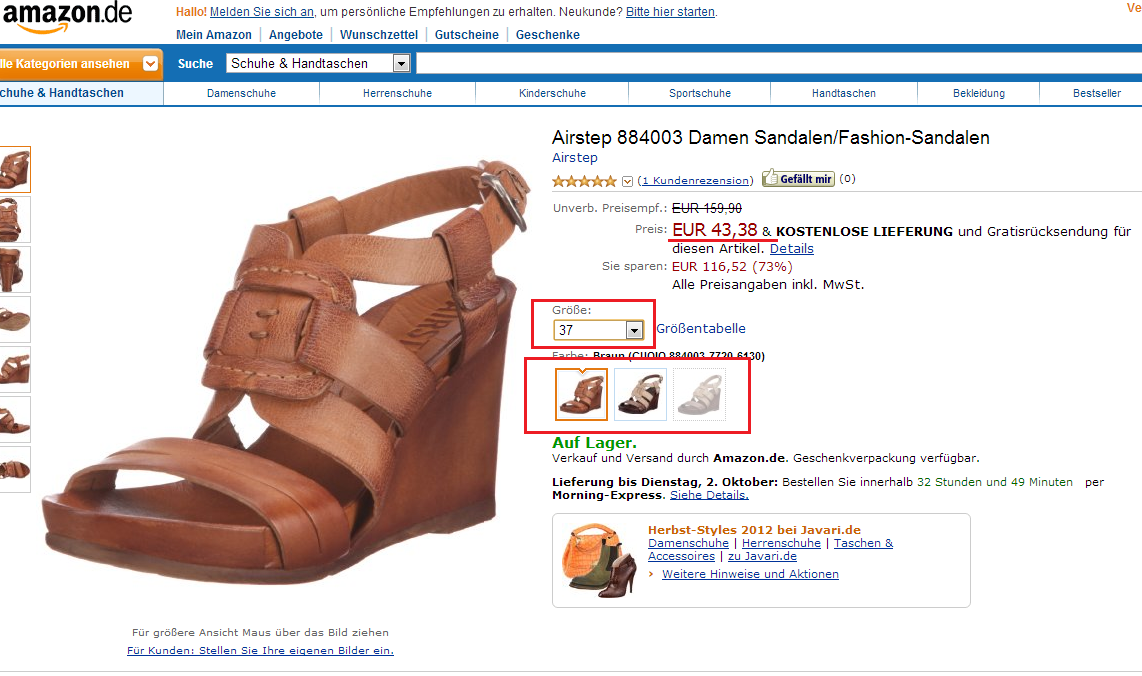 amazon.de
Hallo! Melden Sie sich an, um persönliche Empfehlungen zu erhalten. Neukunde? Bitte hier starten.
Ve
Mein Amazon | Angebote | Wunschzettel | Gutscheine | Geschenke
lle Kategorien ansehen
Suche
Schuhe & Handtaschen
chuhe & Handtaschen
Damenschuhe
Herrenschuhe
Kinderschuhe
Sportschuhe
Handtaschen
Bekleidung
Bestseller
Airstep 884003 Damen Sandalen/Fashion-Sandalen
Airstep
(1 Kundenrezension)
Gefällt mir (0)
Unverb. Preisempf.: EUR 159,90
Preis: EUR 43,38 & KOSTENLOSE LIEFERUNG und Gratisrücksendung für
diesen Artikel. Details
Sie sparen: EUR 116,52 (73%)
Alle Preisangaben inkl. MwSt.
Größe:
37
Größentabelle
Farbe: Braun (CUOIO 884003-7720-6130)
Auf Lager.
Verkauf und Versand durch Amazon.de. Geschenkverpackung verfügbar.
Lieferung bis Dienstag, 2. Oktober: Bestellen Sie innerhalb 32 Stunden und 49 Minuten per
Morning-Express. Siehe Details.
Herbst-Styles 2012 bei Javari.de
Damenschuhe | Herrenschuhe | Taschen &
Accessoires | zu Javari.de
› Weitere Hinweise und Aktionen
Für größere Ansicht Maus über das Bild ziehen
Für Kunden: Stellen Sie Ihre eigenen Bilder ein.